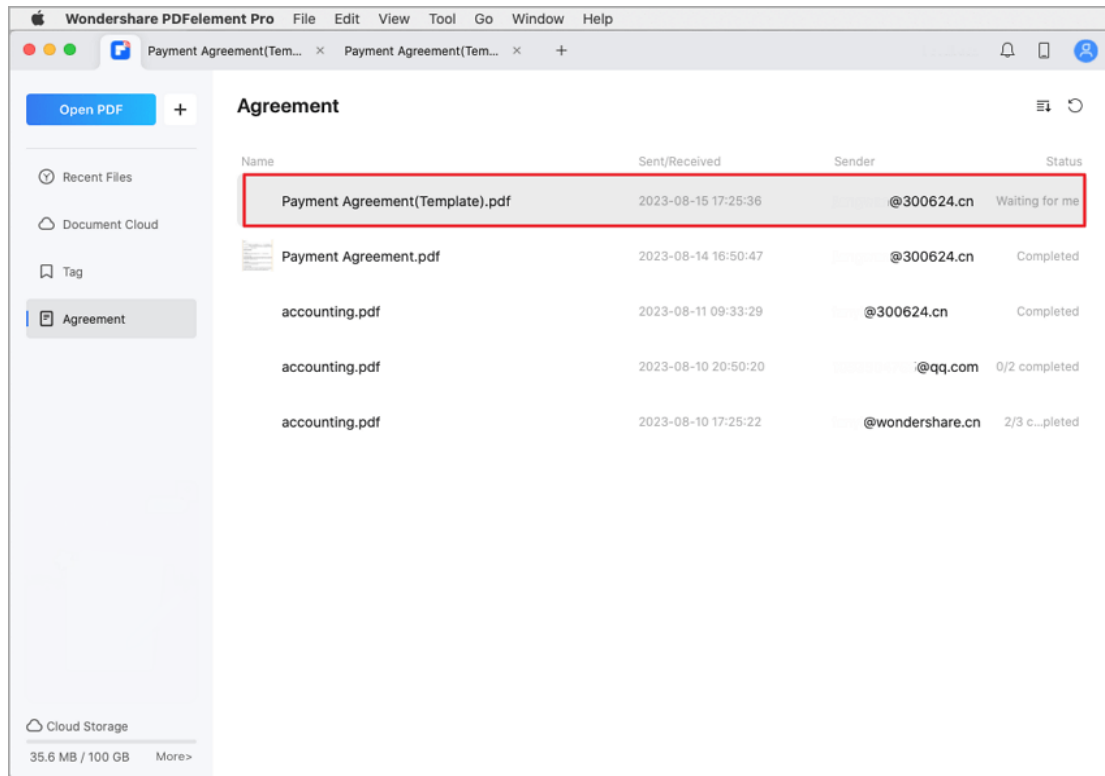 Wondershare PDFelement Pro File Edit View Tool Go Window Help
Payment Agreement(Tem... × Payment Agreement(Tem... × +
Open PDF +
Agreement
Name Sent/Received Sender Status
Recent Files
Payment Agreement(Template).pdf 2023-08-15 17:25:36 @300624.cn Waiting for me
Document Cloud
Payment Agreement.pdf 2023-08-14 16:50:47 @300624.cn Completed
Tag
accounting.pdf 2023-08-11 09:33:29 @300624.cn Completed
Agreement
accounting.pdf 2023-08-10 20:50:20 @qq.com 0/2 completed
accounting.pdf 2023-08-10 17:25:22 @wondershare.cn 2/3 c...pleted
Cloud Storage
35.6 MB / 100 GB More>